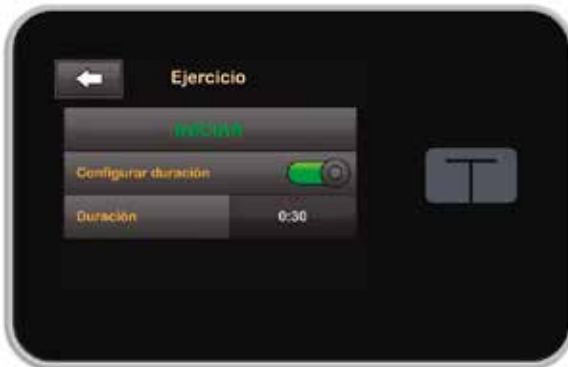 Ejercicio
INICIAR
Configurar duración
Duración
0:30